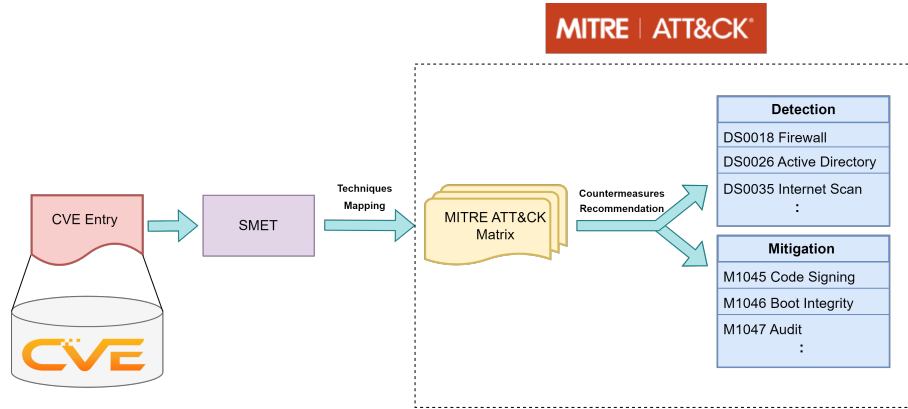 MITRE | ATT&CK®
Detection
DS0018 Firewall
DS0026 Active Directory
DS0035 Internet Scan
:
Techniques
Mapping
Countermeasures
Recommendation
CVE Entry
SMET
MITRE ATT&CK
Matrix
Mitigation
M1045 Code Signing
M1046 Boot Integrity
M1047 Audit
:
CVE